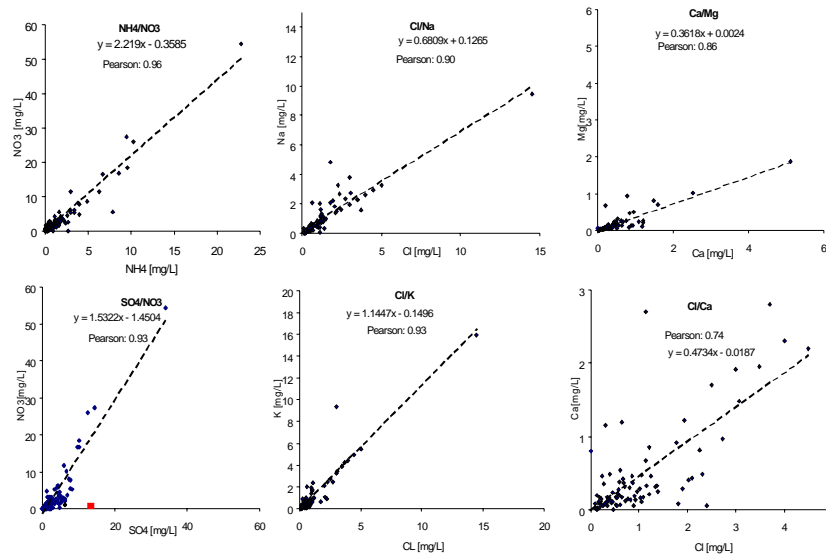 NH4/NO3
y = 2.219x - 0.3585
Pearson: 0.96
NO3 [mg/L]
60
50
40
30
20
10
0
0 5 10 15 20 25
NH4 [mg/L]
Cl/Na
y = 0.6809x + 0.1265
Pearson: 0.90
Na [mg/L]
14
12
10
8
6
4
2
0
0 5 10 15
Cl [mg/L]
Ca/Mg
y = 0.3618x + 0.0024
Pearson: 0.86
Mg[mg/L]
6
5
4
3
2
1
0
0 2 4 6
Ca [mg/L]
SO4/NO3
y = 1.5322x - 1.4504
Pearson: 0.93
NO3[mg/L]
60
50
40
30
20
10
0
0 20 40 60
SO4 [mg/L]
Cl/K
y = 1.1447x - 0.1496
Pearson: 0.93
K [mg/L]
20
18
16
14
12
10
8
6
4
2
0
0 5 10 15 20
CL [mg/L]
Cl/Ca
Pearson: 0.74
y = 0.4734x - 0.0187
Ca[mg/L]
3
2
1
0
0 1 2 3 4
Cl [mg/L]